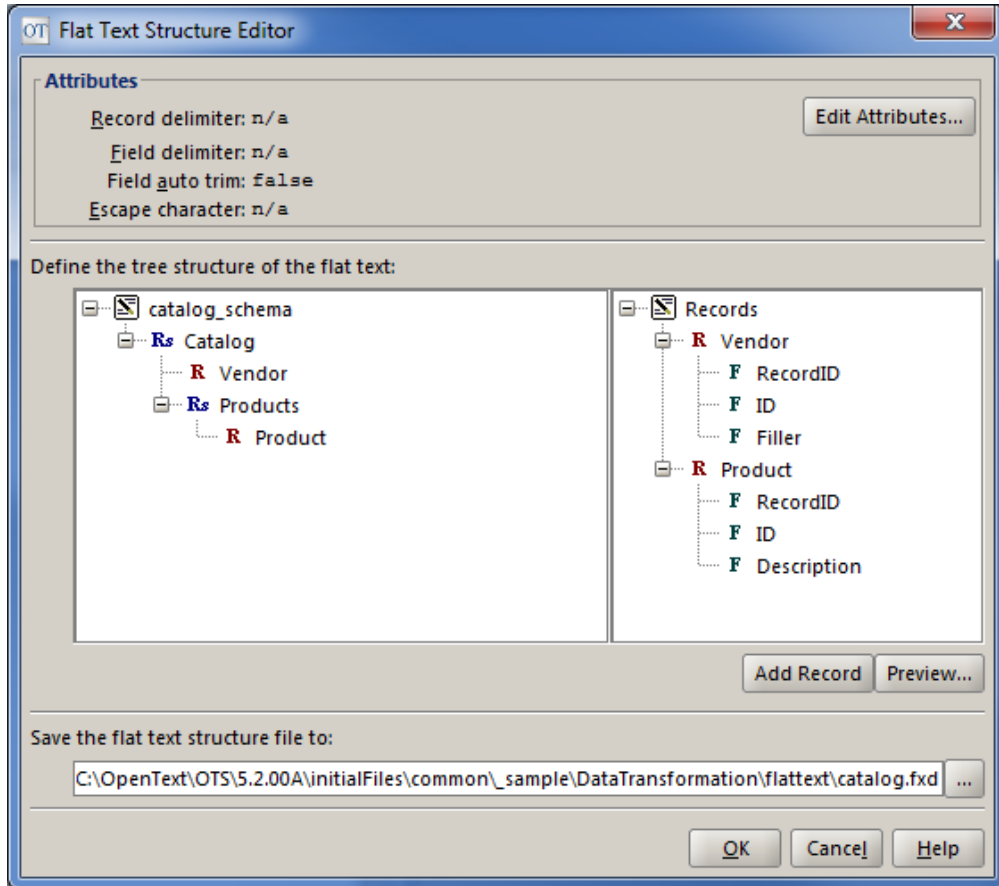 OT Flat Text Structure Editor
Attributes
Record delimiter: n/a
Edit Attributes...
Field delimiter: n/a
Field auto trim: false
Escape character: n/a
Define the tree structure of the flat text:
catalog_schema
Rs Catalog
R Vendor
Rs Products
R Product
Records
R Vendor
F RecordID
F ID
F Filler
R Product
F RecordID
F ID
F Description
Add Record
Preview...
Save the flat text structure file to:
C:\OpenText\OTS\5.2.00A\initialFiles\common\_sample\DataTransformation\flattext\catalog.fxd
...
OK
Cancel
Help